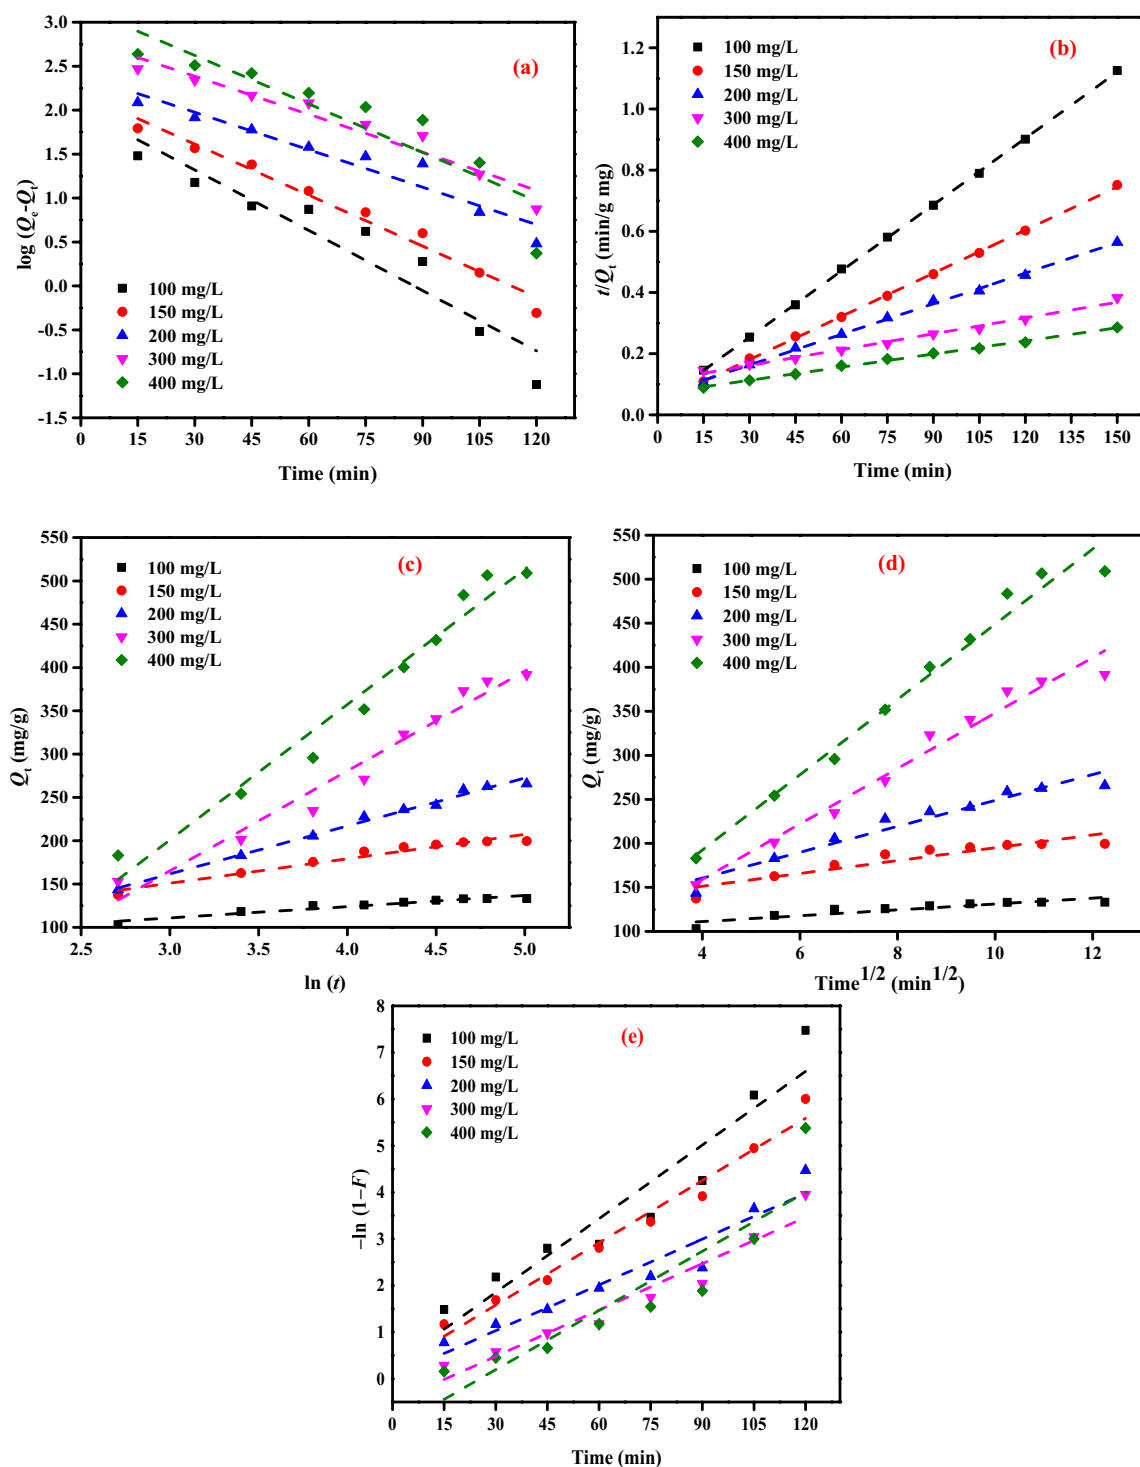 (a)
3.0
2.5
2.0
1.5
1.0
0.5
0.0
-0.5
-1.0
-1.5
log (Qe-Qt)
100 mg/L
150 mg/L
200 mg/L
300 mg/L
400 mg/L
0 15 30 45 60 75 90 105 120
Time (min)
(b)
1.2
1.0
0.8
0.6
0.4
0.2
0.0
t/Qt (min/g mg)
100 mg/L
150 mg/L
200 mg/L
300 mg/L
400 mg/L
0 15 30 45 60 75 90 105 120 135 150
Time (min)
(c)
550
500
450
400
350
300
250
200
150
100
Qt (mg/g)
100 mg/L
150 mg/L
200 mg/L
300 mg/L
400 mg/L
2.5 3.0 3.5 4.0 4.5 5.0
ln (t)
(d)
550
500
450
400
350
300
250
200
150
100
Qt (mg/g)
100 mg/L
150 mg/L
200 mg/L
300 mg/L
400 mg/L
4 6 8 10 12
Time1/2 (min1/2)
(e)
8
7
6
5
4
3
2
1
0
–ln (1–F)
100 mg/L
150 mg/L
200 mg/L
300 mg/L
400 mg/L
0 15 30 45 60 75 90 105 120
Time (min)